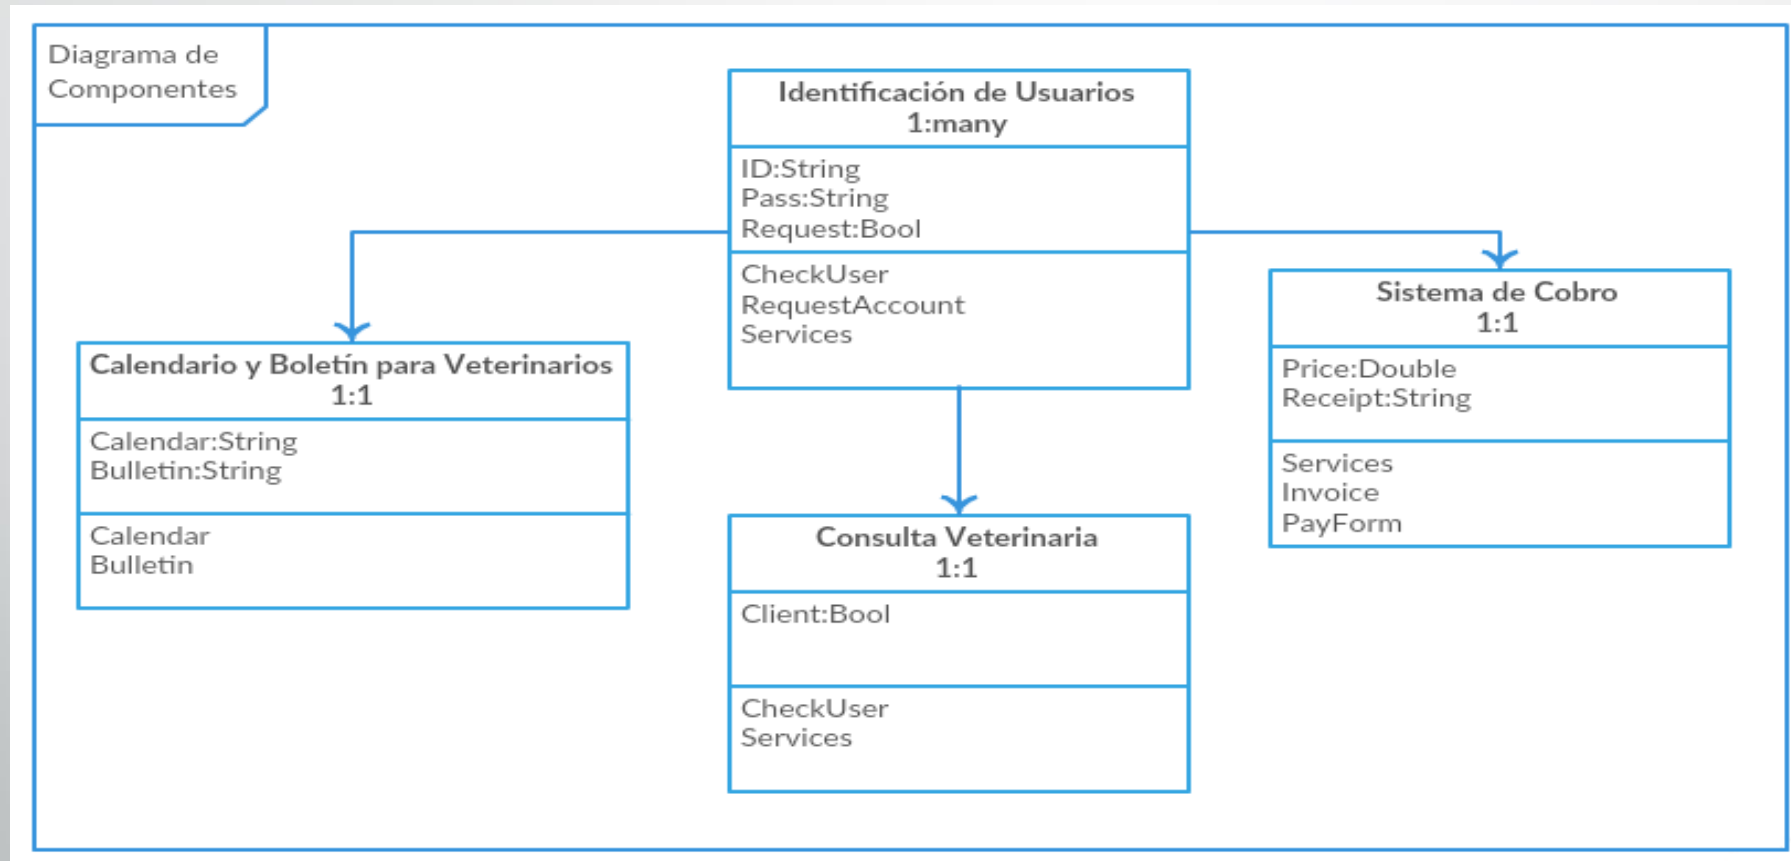 Diagrama de
Componentes
Identificación de Usuarios
1:many
ID:String
Pass:String
Request:Bool
CheckUser
RequestAccount
Services
Calendario y Boletín para Veterinarios
1:1
Calendar:String
Bulletin:String
Calendar
Bulletin
Consulta Veterinaria
1:1
Client:Bool
CheckUser
Services
Sistema de Cobro
1:1
Price:Double
Receipt:String
Services
Invoice
PayForm